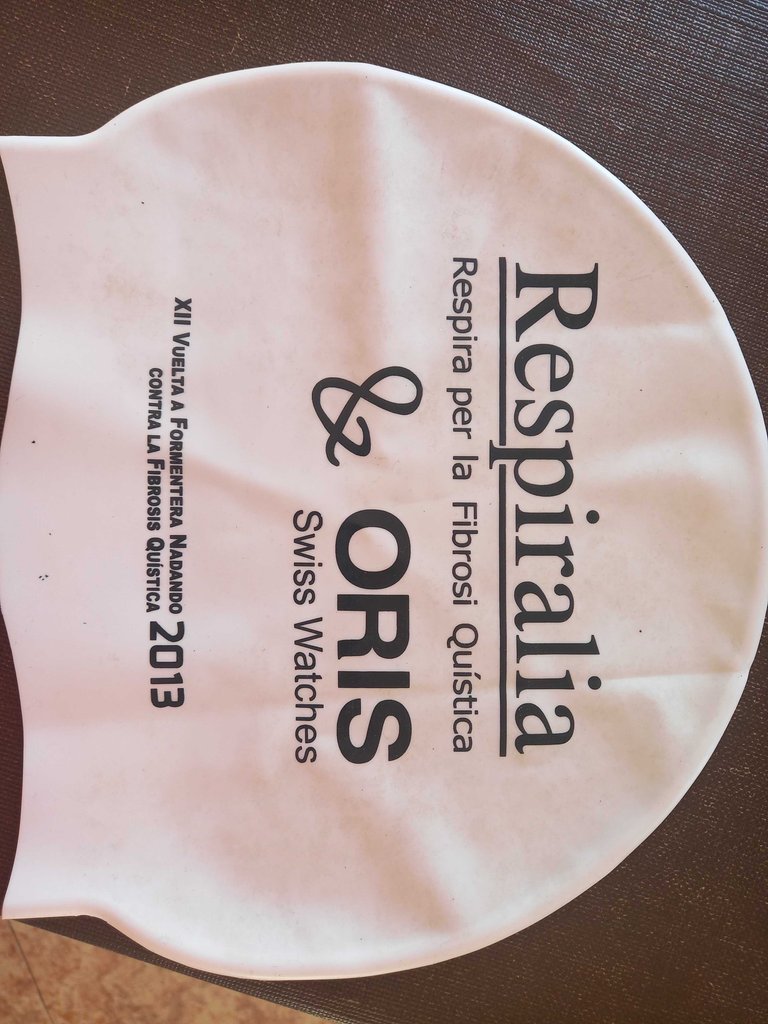 Respiralia
Respira per la Fibrosi Quística
& ORIS
Swiss Watches
XII VUELTA A FORMENTERA NADANDO
CONTRA LA FIBROSIS QUÍSTICA 2013